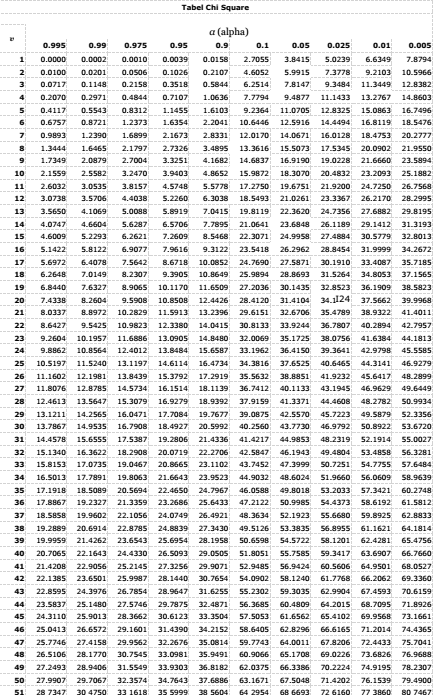 Tabel Chi Square
α (alpha)
v
0.995 0.99 0.975 0.95 0.9 0.1 0.05 0.025 0.01 0.005
1 0.0000 0.0002 0.0010 0.0039 0.0158 2.7055 3.8415 5.0239 6.6349 7.8794
2 0.0100 0.0201 0.0506 0.1026 0.2107 4.6052 5.9915 7.3778 9.2103 10.5966
3 0.0717 0.1148 0.2158 0.3518 0.5844 6.2514 7.8147 9.3484 11.3449 12.8382
4 0.2070 0.2971 0.4844 0.7107 1.0636 7.7794 9.4877 11.1433 13.2767 14.8603
5 0.4117 0.5543 0.8312 1.1455 1.6103 9.2364 11.0705 12.8325 15.0863 16.7496
6 0.6757 0.8721 1.2373 1.6354 2.2041 10.6446 12.5916 14.4494 16.8119 18.5476
7 0.9893 1.2390 1.6899 2.1673 2.8331 12.0170 14.0671 16.0128 18.4753 20.2777
8 1.3444 1.6465 2.1797 2.7326 3.4895 13.3616 15.5073 17.5345 20.0902 21.9550
9 1.7349 2.0879 2.7004 3.3251 4.1682 14.6837 16.9190 19.0228 21.6660 23.5894
10 2.1559 2.5582 3.2470 3.9403 4.8652 15.9872 18.3070 20.4832 23.2093 25.1882
11 2.6032 3.0535 3.8157 4.5748 5.5778 17.2750 19.6751 21.9200 24.7250 26.7568
12 3.0738 3.5706 4.4038 5.2260 6.3038 18.5493 21.0261 23.3367 26.2170 28.2995
13 3.5650 4.1069 5.0088 5.8919 7.0415 19.8119 22.3620 24.7356 27.6882 29.8195
14 4.0747 4.6604 5.6287 6.5706 7.7895 21.0641 23.6848 26.1189 29.1412 31.3193
15 4.6009 5.2293 6.2621 7.2609 8.5468 22.3071 24.9958 27.4884 30.5779 32.8013
16 5.1422 5.8122 6.9077 7.9616 9.3122 23.5418 26.2962 28.8454 31.9999 34.2672
17 5.6972 6.4078 7.5642 8.6718 10.0852 24.7690 27.5871 30.1910 33.4087 35.7185
18 6.2648 7.0149 8.2307 9.3905 10.8649 25.9894 28.8693 31.5264 34.8053 37.1565
19 6.8440 7.6327 8.9065 10.1170 11.6509 27.2036 30.1435 32.8523 36.1909 38.5823
20 7.4338 8.2604 9.5908 10.8508 12.4426 28.4120 31.4104 34.1124 37.5662 39.9968
21 8.0337 8.8972 10.2829 11.5913 13.2396 29.6151 32.6706 35.4789 38.9322 41.4011
22 8.6427 9.5425 10.9823 12.3380 14.0415 30.8133 33.9244 36.7807 40.2894 42.7957
23 9.2604 10.1957 11.6886 13.0905 14.8480 32.0069 35.1725 38.0756 41.6384 44.1813
24 9.8862 10.8564 12.4012 13.8484 15.6587 33.1962 36.4150 39.3641 42.9798 45.5585
25 10.5197 11.5240 13.1197 14.6114 16.4734 34.3816 37.6525 40.6465 44.3141 46.9279
26 11.1602 12.1981 13.8439 15.3792 17.2919 35.5632 38.8851 41.9232 45.6417 48.2899
27 11.8076 12.8785 14.5734 16.1514 18.1139 36.7412 40.1133 43.1945 46.9629 49.6449
28 12.4613 13.5647 15.3079 16.9279 18.9392 37.9159 41.3371 44.4608 48.2782 50.9934
29 13.1211 14.2565 16.0471 17.7084 19.7677 39.0875 42.5570 45.7223 49.5879 52.3356
30 13.7867 14.9535 16.7908 18.4927 20.5992 40.2560 43.7730 46.9792 50.8922 53.6720
31 14.4578 15.6555 17.5387 19.2806 21.4336 41.4217 44.9853 48.2319 52.1914 55.0027
32 15.1340 16.3622 18.2908 20.0719 22.2706 42.5847 46.1943 49.4804 53.4858 56.3281
33 15.8153 17.0735 19.0467 20.8665 23.1102 43.7452 47.3999 50.7251 54.7755 57.6484
34 16.5013 17.7891 19.8063 21.6643 23.9523 44.9032 48.6024 51.9660 56.0609 58.9639
35 17.1918 18.5089 20.5694 22.4650 24.7967 46.0588 49.8018 53.2033 57.3421 60.2748
36 17.8867 19.2327 21.3359 23.2686 25.6433 47.2122 50.9985 54.4373 58.6192 61.5812
37 18.5858 19.9602 22.1056 24.0749 26.4921 48.3634 52.1923 55.6680 59.8925 62.8833
38 19.2889 20.6914 22.8785 24.8839 27.3430 49.5126 53.3835 56.8955 61.1621 64.1814
39 19.9959 21.4262 23.6543 25.6954 28.1958 50.6598 54.5722 58.1201 62.4281 65.4756
40 20.7065 22.1643 24.4330 26.5093 29.0505 51.8051 55.7585 59.3417 63.6907 66.7660
41 21.4208 22.9056 25.2145 27.3256 29.9071 52.9485 56.9424 60.5606 64.9501 68.0527
42 22.1385 23.6501 25.9987 28.1440 30.7654 54.0902 58.1240 61.7768 66.2062 69.3360
43 22.8595 24.3976 26.7854 28.9647 31.6255 55.2302 59.3035 62.9904 67.4593 70.6159
44 23.5837 25.1480 27.5746 29.7875 32.4871 56.3685 60.4809 64.2015 68.7095 71.8926
45 24.3110 25.9013 28.3662 30.6123 33.3504 57.5053 61.6562 65.4102 69.9568 73.1661
46 25.0413 26.6572 29.1601 31.4390 34.2152 58.6405 62.8296 66.6165 71.2014 74.4365
47 25.7746 27.4158 29.9562 32.2676 35.0814 59.7743 64.0011 67.8206 72.4433 75.7041
48 26.5106 28.1770 30.7545 33.0981 35.9491 60.9066 65.1708 69.0226 73.6826 76.9688
49 27.2493 28.9406 31.5549 33.9303 36.8182 62.0375 66.3386 70.2224 74.9195 78.2307
50 27.9907 29.7067 32.3574 34.7643 37.6886 63.1671 67.5048 71.4202 76.1539 79.4900
51 28.7347 30.4750 33.1618 35.5999 38.5604 64.2954 68.6693 72.6160 77.3860 80.7467